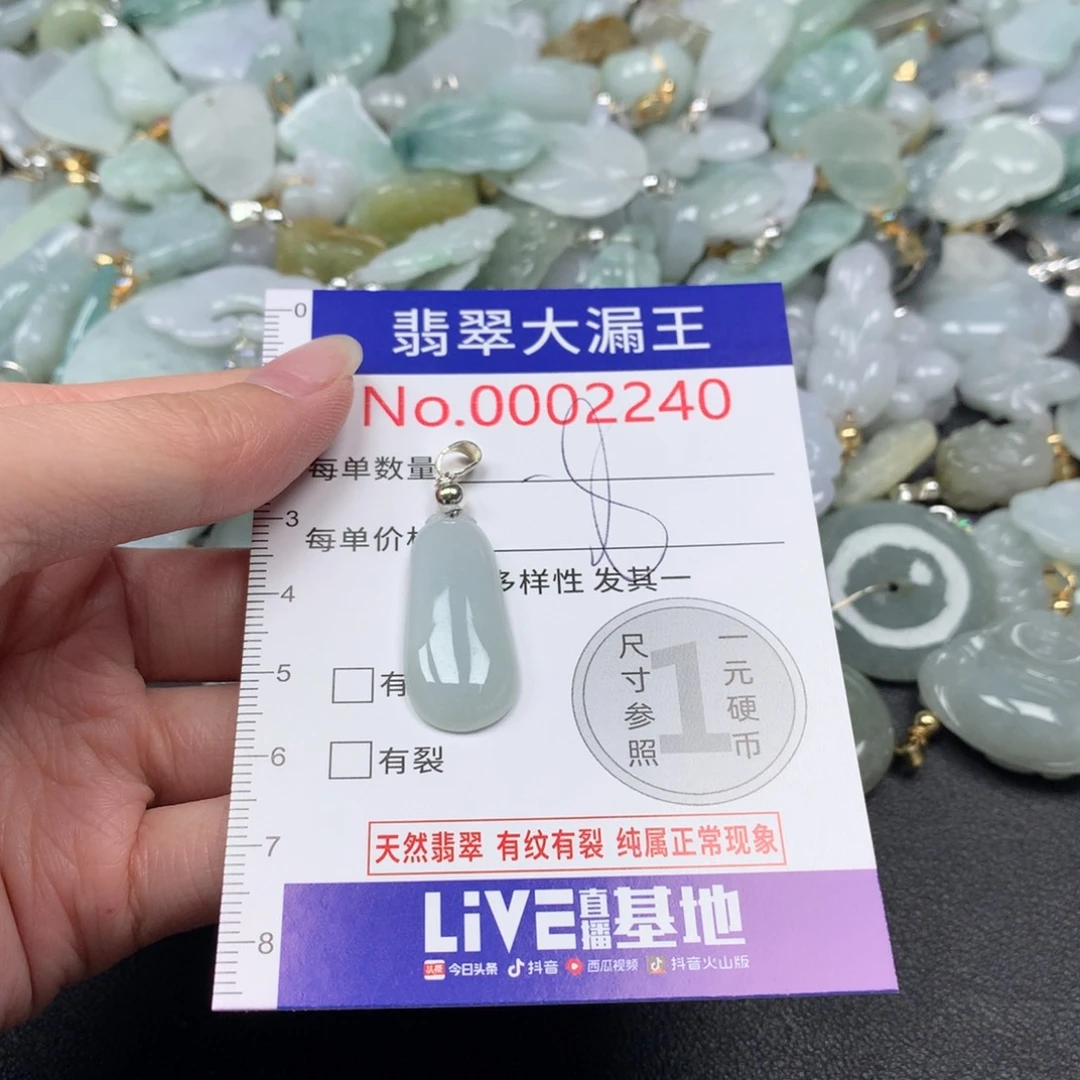 0
翡翠大漏王
No.0002240
每单数量
3
每单价
多样性 发其一
4
5
有
6
有裂
尺寸参照
1
一元硬币
天然翡翠 有纹有裂 纯属正常现象
7
LiVE直播基地
8
头条 今日头条 抖音 西瓜视频 抖音火山版